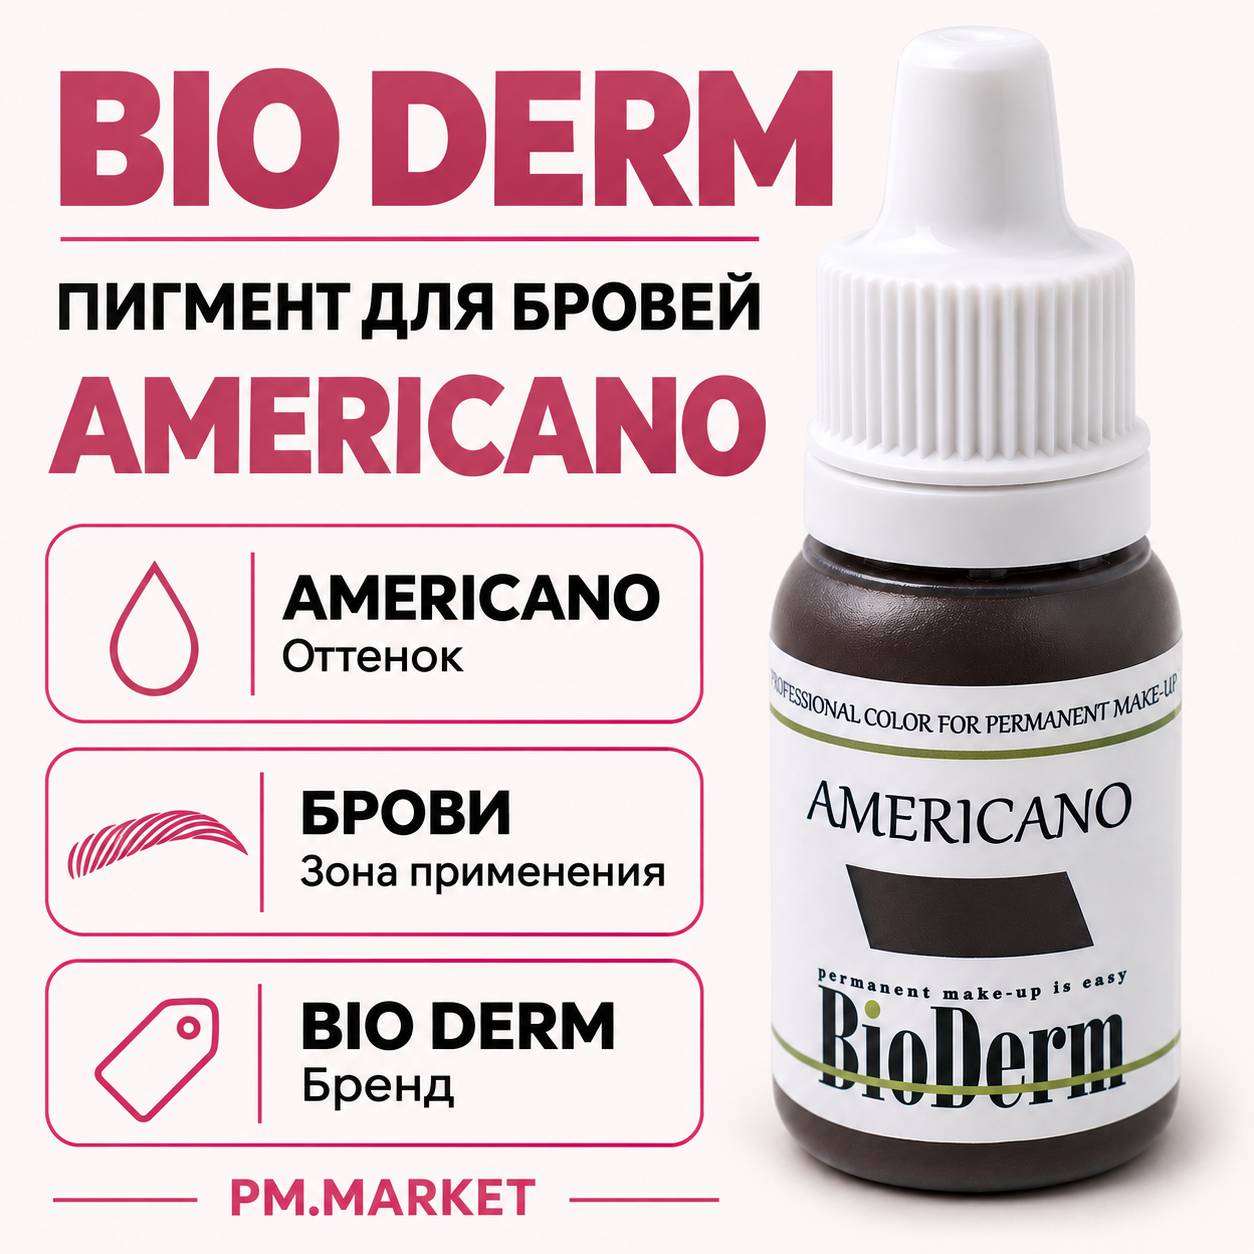 BIO DERM
ПИГМЕНТ ДЛЯ БРОВЕЙ
AMERICANO
AMERICANO
Оттенок
БРОВИ
Зона применения
BIO DERM
Бренд
PM.MARKET
PROFESSIONAL COLOR FOR PERMANENT MAKE-UP
AMERICANO
permanent make-up is easy
BioDerm